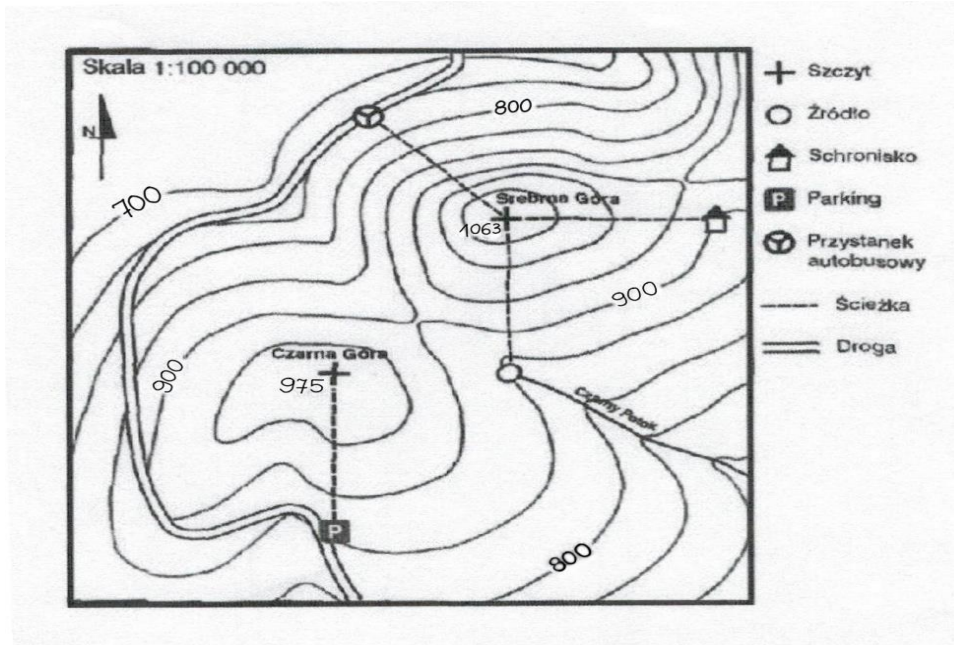 Skala 1:100 000
N
800
700
Srebrna Góra
1063
900
Czarna Góra
975
900
Czarny Potok
P
800
Szczyt
Źródło
Schronisko
P Parking
Przystanek
autobusowy
Ścieżka
Droga